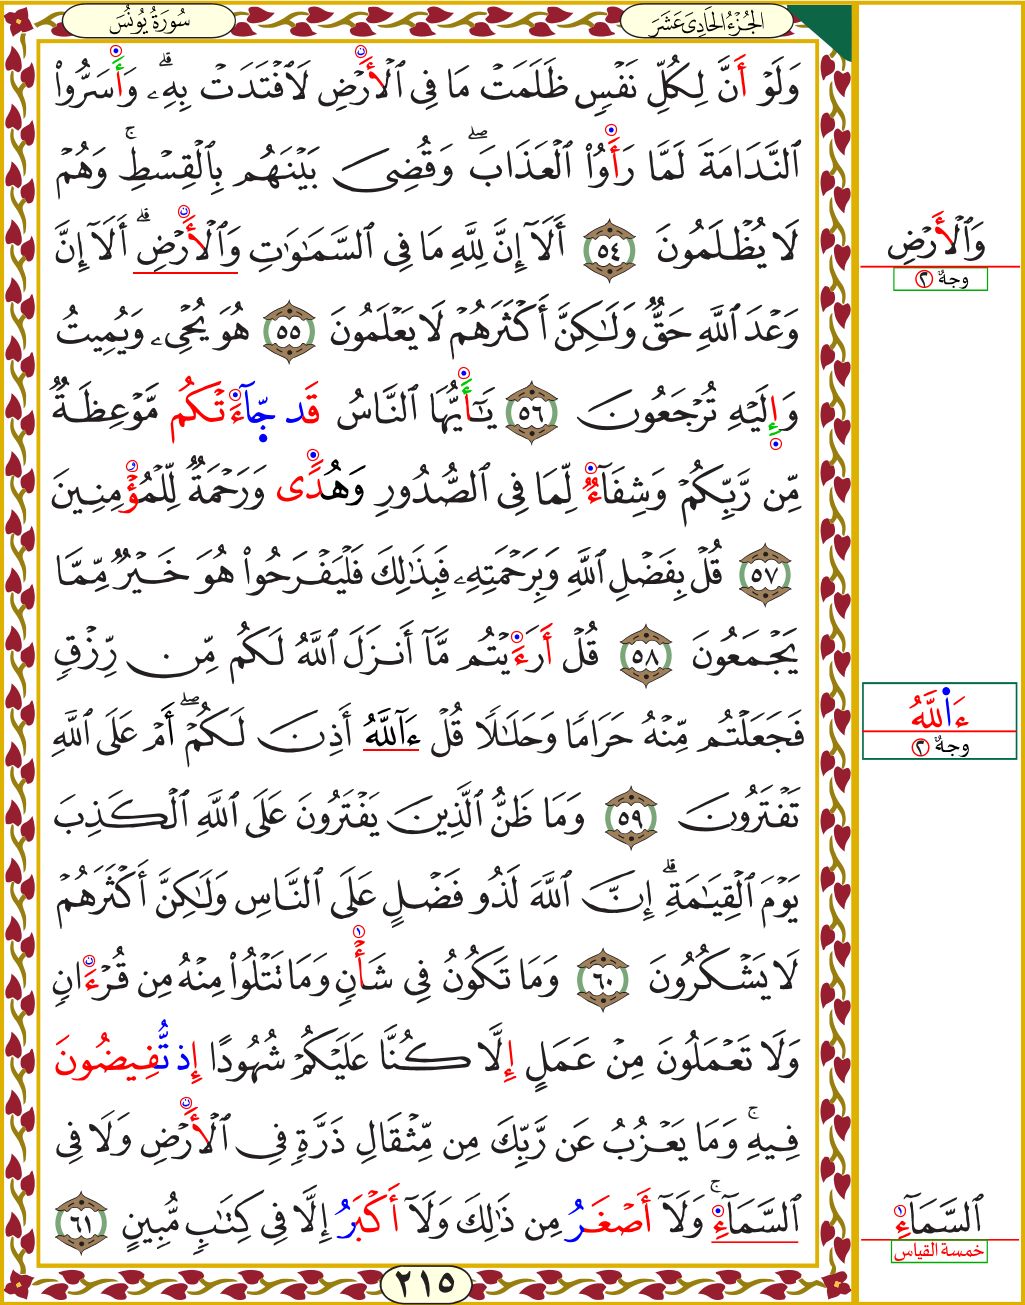 الجُزْءُ الحَادِى عَشَرَ
سُورَةُ يُونُسَ
وَلَوْ أَنَّ لِكُلِّ نَفْسٍ ظَلَمَتْ مَا فِى ٱلْأَرْضِ لَٱفْتَدَتْ بِهِۦۗ وَأَسَرُّوا۟
ٱلنَّدَامَةَ لَمَّا رَأَوُا۟ ٱلْعَذَابَۖ وَقُضِىَ بَيْنَهُم بِٱلْقِسْطِۚ وَهُمْ
لَا يُظْلَمُونَ ٥٤ أَلَآ إِنَّ لِلَّهِ مَا فِى ٱلسَّمَـٰوَٰتِ وَٱلْأَرْضِۗ أَلَآ إِنَّ
وَعْدَ ٱللَّهِ حَقٌّ وَلَـٰكِنَّ أَكْثَرَهُمْ لَا يَعْلَمُونَ ٥٥ هُوَ يُحْىِۦ وَيُمِيتُ
وَإِلَيْهِ تُرْجَعُونَ ٥٦ يَـٰٓأَيُّهَا ٱلنَّاسُ قَد جَّآءَتْكُم مَّوْعِظَةٌ
مِّن رَّبِّكُمْ وَشِفَآءٌ لِّمَا فِى ٱلصُّدُورِ وَهُدًى وَرَحْمَةٌ لِّلْمُؤْمِنِينَ
٥٧ قُلْ بِفَضْلِ ٱللَّهِ وَبِرَحْمَتِهِۦ فَبِذَٰلِكَ فَلْيَفْرَحُوا۟ هُوَ خَيْرٌ مِّمَّا
يَجْمَعُونَ ٥٨ قُلْ أَرَءَيْتُم مَّآ أَنزَلَ ٱللَّهُ لَكُم مِّن رِّزْقٍ
فَجَعَلْتُم مِّنْهُ حَرَامًا وَحَلَـٰلًا قُلْ ءَآللَّهُ أَذِنَ لَكُمْۖ أَمْ عَلَى ٱللَّهِ
تَفْتَرُونَ ٥٩ وَمَا ظَنُّ ٱلَّذِينَ يَفْتَرُونَ عَلَى ٱللَّهِ ٱلْكَذِبَ
يَوْمَ ٱلْقِيَـٰمَةِۗ إِنَّ ٱللَّهَ لَذُو فَضْلٍ عَلَى ٱلنَّاسِ وَلَـٰكِنَّ أَكْثَرَهُمْ
لَا يَشْكُرُونَ ٦٠ وَمَا تَكُونُ فِى شَأْنٍ وَمَا تَتْلُوا۟ مِنْهُ مِن قُرْءَانٍ
وَلَا تَعْمَلُونَ مِنْ عَمَلٍ إِلَّا كُنَّا عَلَيْكُمْ شُهُودًا إِذ تُّفِيضُونَ
فِيهِۚ وَمَا يَعْزُبُ عَن رَّبِّكَ مِن مِّثْقَالِ ذَرَّةٍ فِى ٱلْأَرْضِ وَلَا فِى
ٱلسَّمَآءِۚ وَلَآ أَصْغَرُ مِن ذَٰلِكَ وَلَآ أَكْبَرُ إِلَّا فِى كِتَـٰبٍ مُّبِينٍ ٦١
٢١٥
وَٱلْأَرْضِ
وجهٌ ٢
ءَاللَّهُ
وجهٌ ٢
ٱلسَّمَآءِ
خمسة القياس